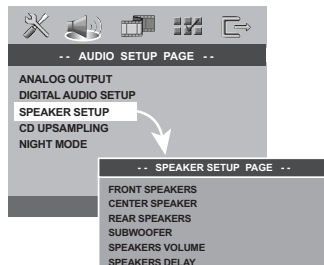 -- AUDIO SETUP PAGE --
ANALOG OUTPUT
DIGITAL AUDIO SETUP
SPEAKER SETUP
CD UPSAMPLING
NIGHT MODE
-- SPEAKER SETUP PAGE --
FRONT SPEAKERS
CENTER SPEAKER
REAR SPEAKERS
SUBWOOFER
SPEAKERS VOLUME
SPEAKERS DELAY